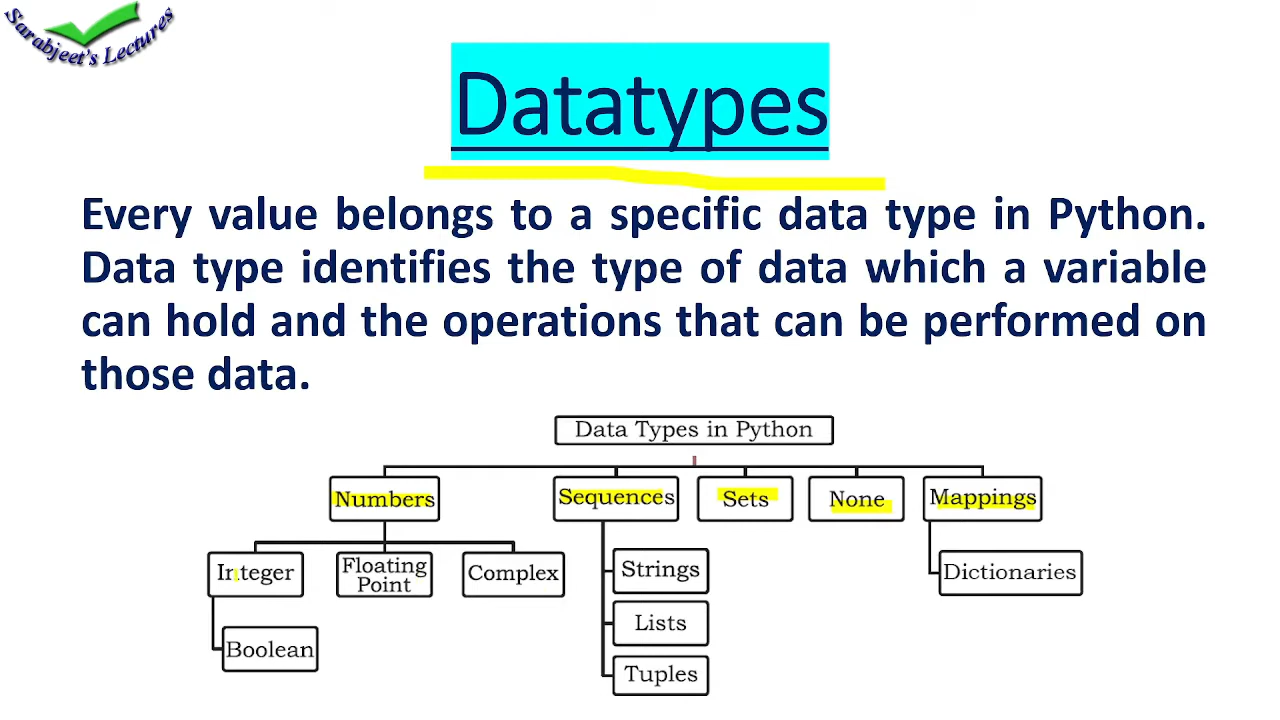 Sarabjeet's Lectures
Datatypes
Every value belongs to a specific data type in Python.
Data type identifies the type of data which a variable
can hold and the operations that can be performed on
those data.
Data Types in Python
Numbers
Sequences
Sets
None
Mappings
Integer
Floating
Point
Complex
Strings
Dictionaries
Boolean
Lists
Tuples